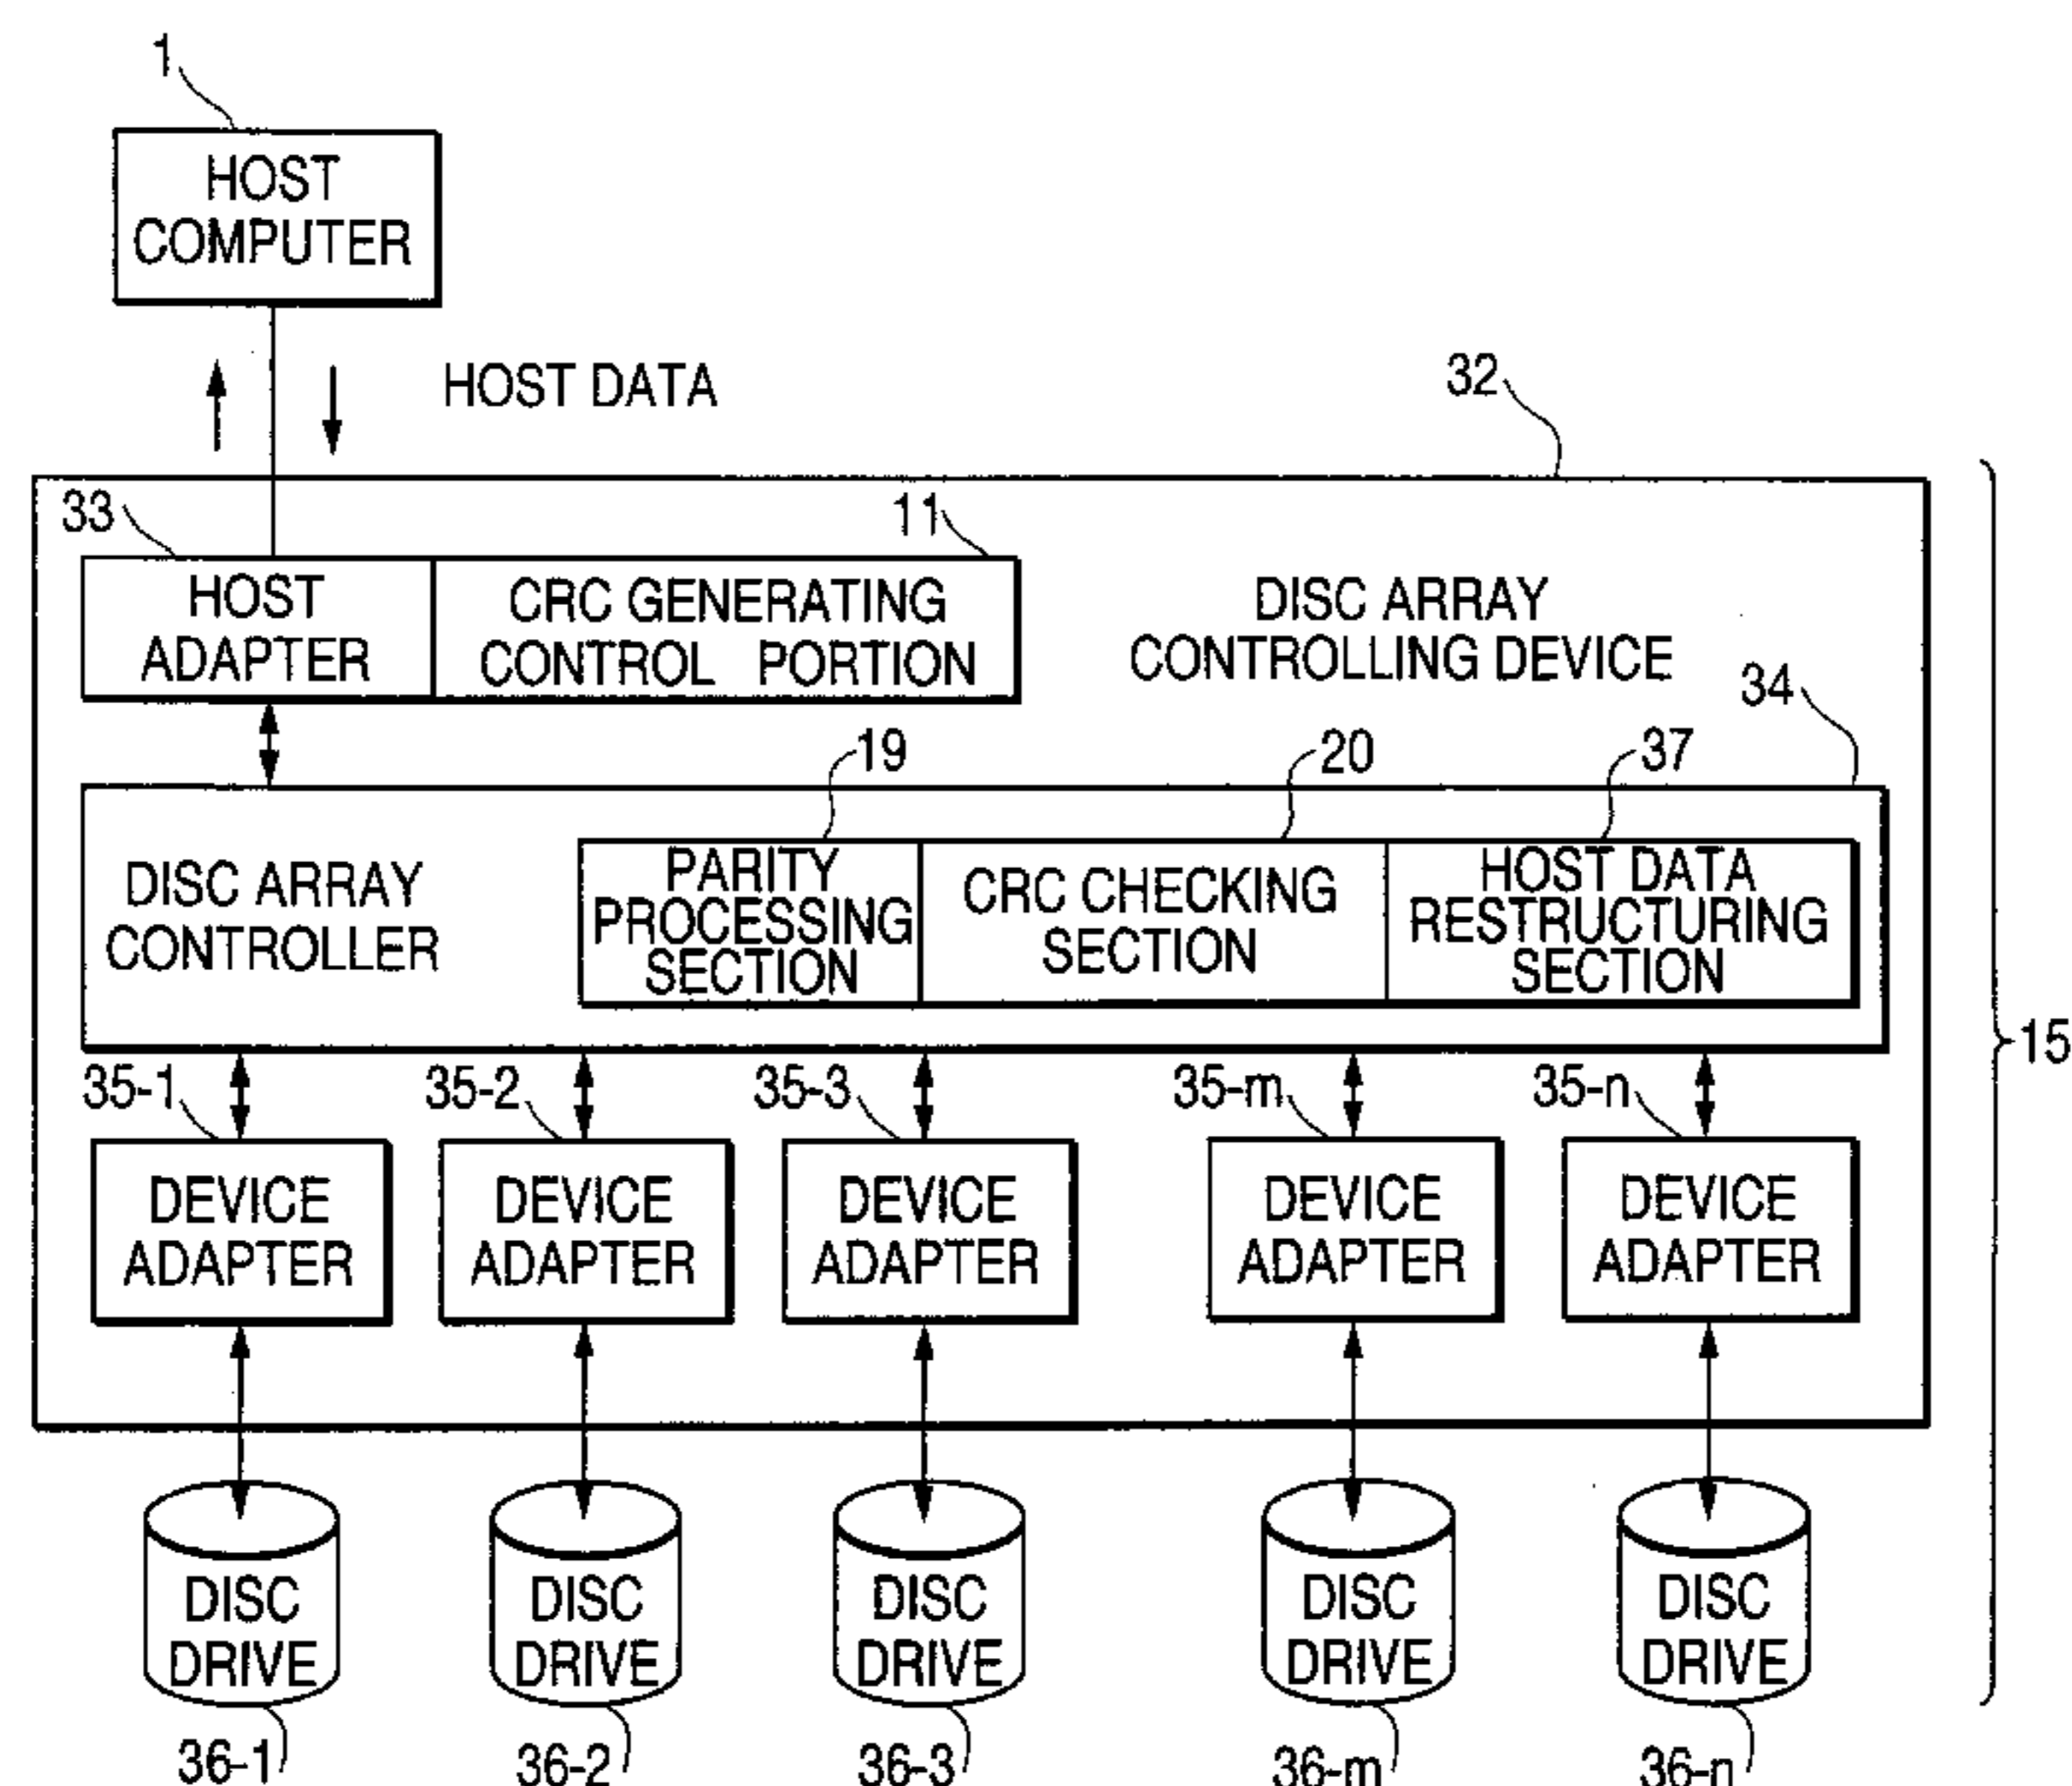 1
HOST
COMPUTER
HOST DATA
32
33
11
HOST
ADAPTER
CRC GENERATING
CONTROL PORTION
DISC ARRAY
CONTROLLING DEVICE
34
19
20
37
DISC ARRAY
CONTROLLER
PARITY
PROCESSING
SECTION
CRC CHECKING
SECTION
HOST DATA
RESTRUCTURING
SECTION
15
35-1
35-2
35-3
35-m
35-n
DEVICE
ADAPTER
DEVICE
ADAPTER
DEVICE
ADAPTER
DEVICE
ADAPTER
DEVICE
ADAPTER
DISC
DRIVE
DISC
DRIVE
DISC
DRIVE
DISC
DRIVE
DISC
DRIVE
36-1
36-2
36-3
36-m
36-n